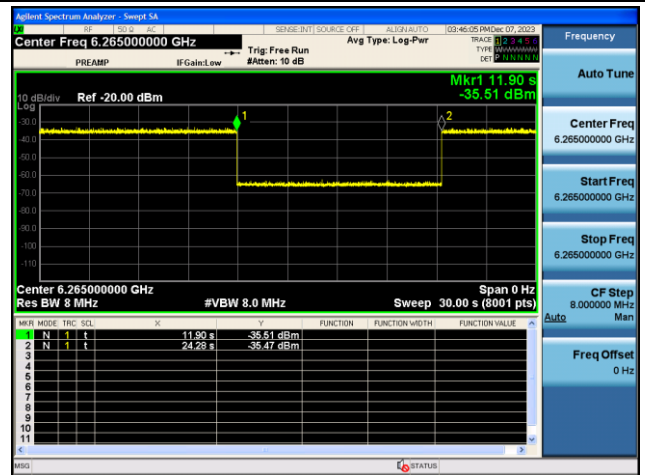 Agilent Spectrum Analyzer - Swept SA
RF 50 Ω AC SENSE:INT SOURCE OFF ALIGNAUTO 03:46:05 PM Dec 07, 2023
Center Freq 6.265000000 GHz
Avg Type: Log-Pwr
TRACE 1 2 3 4 5 6
TYPE WWWWWW
DET P N N N N N
PREAMP IFGain:Low
Trig: Free Run
#Atten: 10 dB
Mkr1 11.90 s
-35.51 dBm
10 dB/div Ref -20.00 dBm
Log
1
2
-30.0
-40.0
-50.0
-60.0
-70.0
-80.0
-90.0
-100
-110
Center 6.265000000 GHz Span 0 Hz
Res BW 8 MHz #VBW 8.0 MHz Sweep 30.00 s (8001 pts)
MKR MODE TRC SCL X Y FUNCTION FUNCTION WIDTH FUNCTION VALUE
1 N 1 t 11.90 s -35.51 dBm
2 N 1 t 24.28 s -35.47 dBm
3
4
5
6
7
8
9
10
11
MSG STATUS
Frequency
Auto Tune
Center Freq
6.265000000 GHz
Start Freq
6.265000000 GHz
Stop Freq
6.265000000 GHz
CF Step
8.000000 MHz
Auto Man
Freq Offset
0 Hz